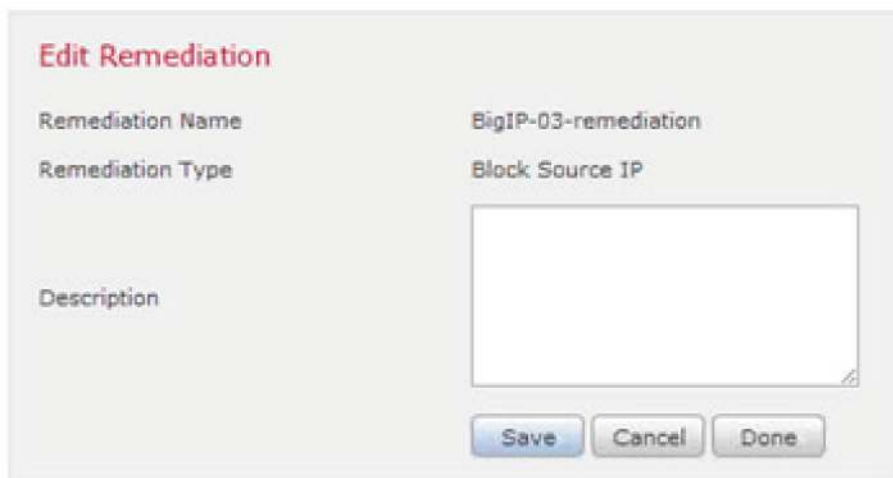 Edit Remediation
Remediation Name BigIP-03-remediation
Remediation Type Block Source IP
Description
Save Cancel Done